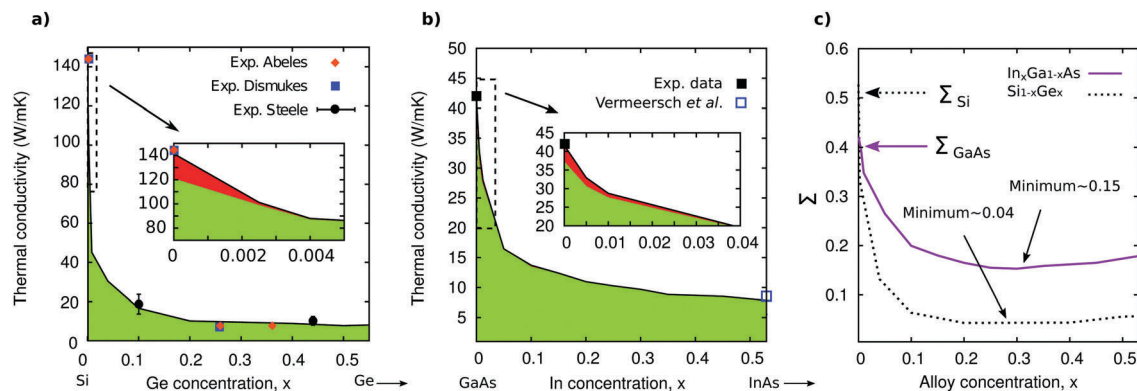 a)
Thermal conductivity (W/mK)
140
120
100
80
60
40
20
0
Exp. Abeles
Exp. Dismukes
Exp. Steele
140
120
100
80
0 0.002 0.004
0 0.1 0.2 0.3 0.4 0.5
Si Ge concentration, x Ge
b)
Thermal conductivity (W/mK)
50
45
40
35
30
25
20
15
10
5
Exp. data
Vermeersch et al.
45
40
35
30
25
20
0 0.01 0.02 0.03 0.04
0 0.1 0.2 0.3 0.4 0.5
GaAs In concentration, x InAs
c)
Σ
0.6
0.5
0.4
0.3
0.2
0.1
InxGa1-xAs
Si1-xGex
ΣSi
ΣGaAs
Minimum~0.15
Minimum~0.04
0 0.1 0.2 0.3 0.4 0.5
Alloy concentration, x